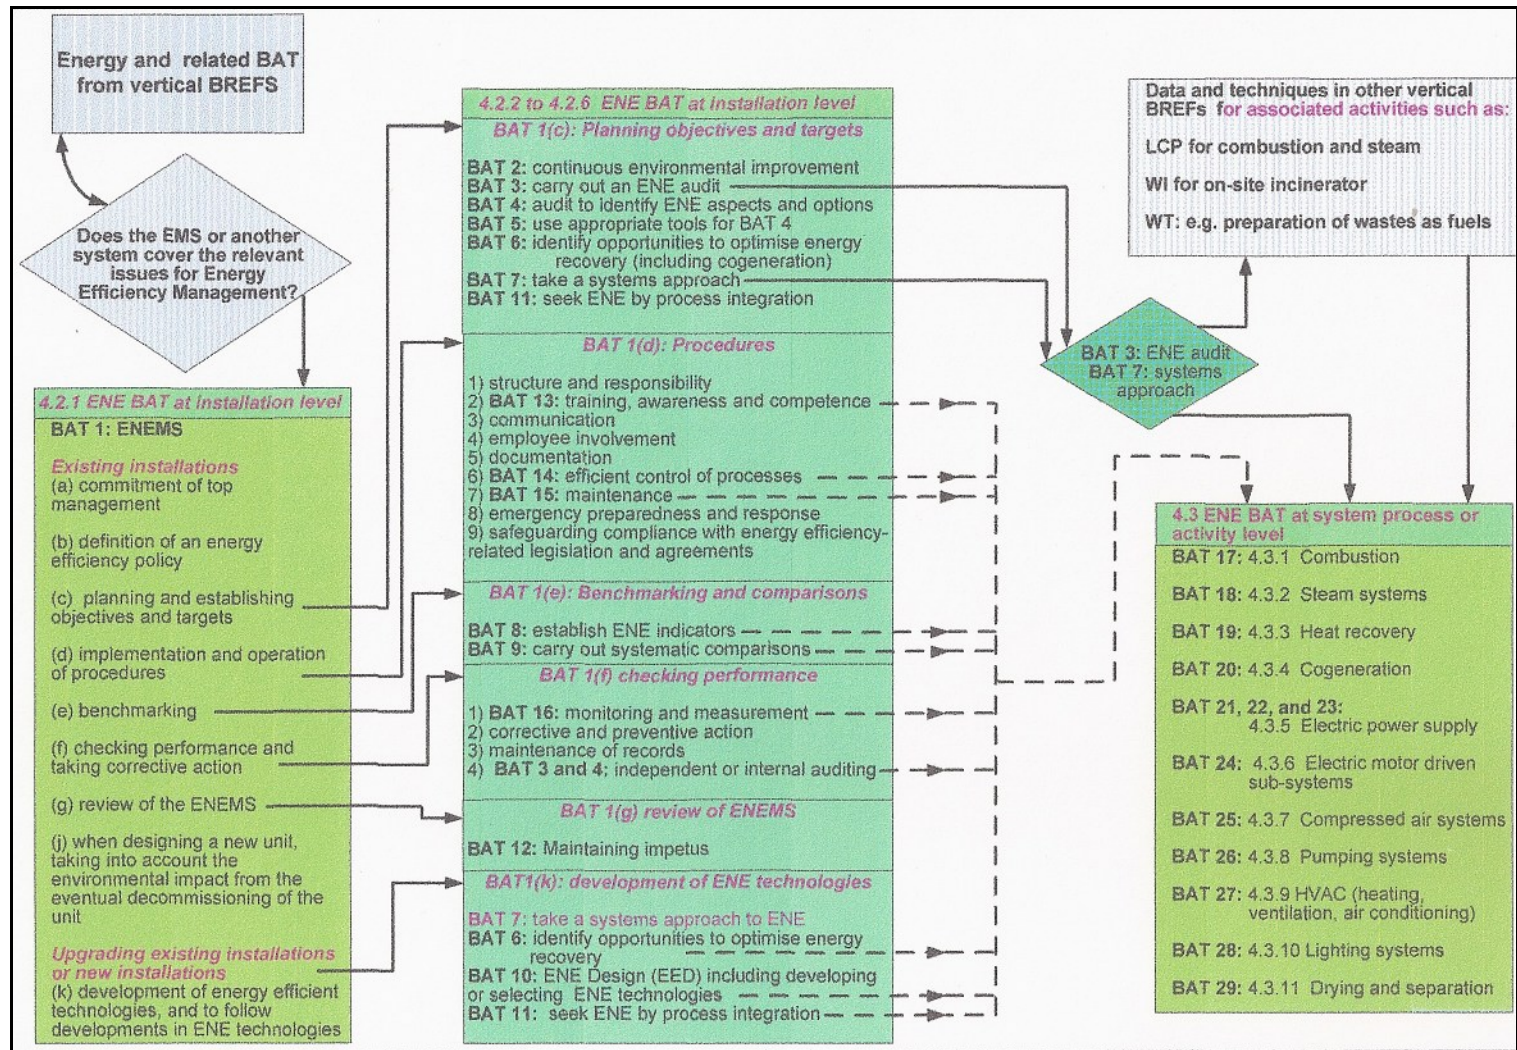 Energy and related BAT
from vertical BREFS
Does the EMS or another
system cover the relevant
issues for Energy
Efficiency Management?
4.2.1 ENE BAT at installation level
BAT 1: ENEMS
Existing installations
(a) commitment of top
management
(b) definition of an energy
efficiency policy
(c) planning and establishing
objectives and targets
(d) implementation and operation
of procedures
(e) benchmarking
(f) checking performance and
taking corrective action
(g) review of the ENEMS
(j) when designing a new unit,
taking into account the
environmental impact from the
eventual decommissioning of the
unit
Upgrading existing installations
or new installations
(k) development of energy efficient
technologies, and to follow
developments in ENE technologies
4.2.2 to 4.2.6 ENE BAT at installation level
BAT 1(c): Planning objectives and targets
BAT 2: continuous environmental improvement
BAT 3: carry out an ENE audit
BAT 4: audit to identify ENE aspects and options
BAT 5: use appropriate tools for BAT 4
BAT 6: identify opportunities to optimise energy
recovery (including cogeneration)
BAT 7: take a systems approach
BAT 11: seek ENE by process integration
BAT 1(d): Procedures
1) structure and responsibility
2) BAT 13: training, awareness and competence
3) communication
4) employee involvement
5) documentation
6) BAT 14: efficient control of processes
7) BAT 15: maintenance
8) emergency preparedness and response
9) safeguarding compliance with energy efficiency-
related legislation and agreements
BAT 1(e): Benchmarking and comparisons
BAT 8: establish ENE indicators
BAT 9: carry out systematic comparisons
BAT 1(f) checking performance
1) BAT 16: monitoring and measurement
2) corrective and preventive action
3) maintenance of records
4) BAT 3 and 4: independent or internal auditing
BAT 1(g) review of ENEMS
BAT 12: Maintaining impetus
BAT1(k): development of ENE technologies
BAT 7: take a systems approach to ENE
BAT 6: identify opportunities to optimise energy
recovery
BAT 10: ENE Design (EED) including developing
or selecting ENE technologies
BAT 11: seek ENE by process integration
Data and techniques in other vertical
BREFs for associated activities such as:
LCP for combustion and steam
WI for on-site incinerator
WT: e.g. preparation of wastes as fuels
BAT 3: ENE audit
BAT 7: systems
approach
4.3 ENE BAT at system process or
activity level
BAT 17: 4.3.1 Combustion
BAT 18: 4.3.2 Steam systems
BAT 19: 4.3.3 Heat recovery
BAT 20: 4.3.4 Cogeneration
BAT 21, 22, and 23:
4.3.5 Electric power supply
BAT 24: 4.3.6 Electric motor driven
sub-systems
BAT 25: 4.3.7 Compressed air systems
BAT 26: 4.3.8 Pumping systems
BAT 27: 4.3.9 HVAC (heating,
ventilation, air conditioning)
BAT 28: 4.3.10 Lighting systems
BAT 29: 4.3.11 Drying and separation